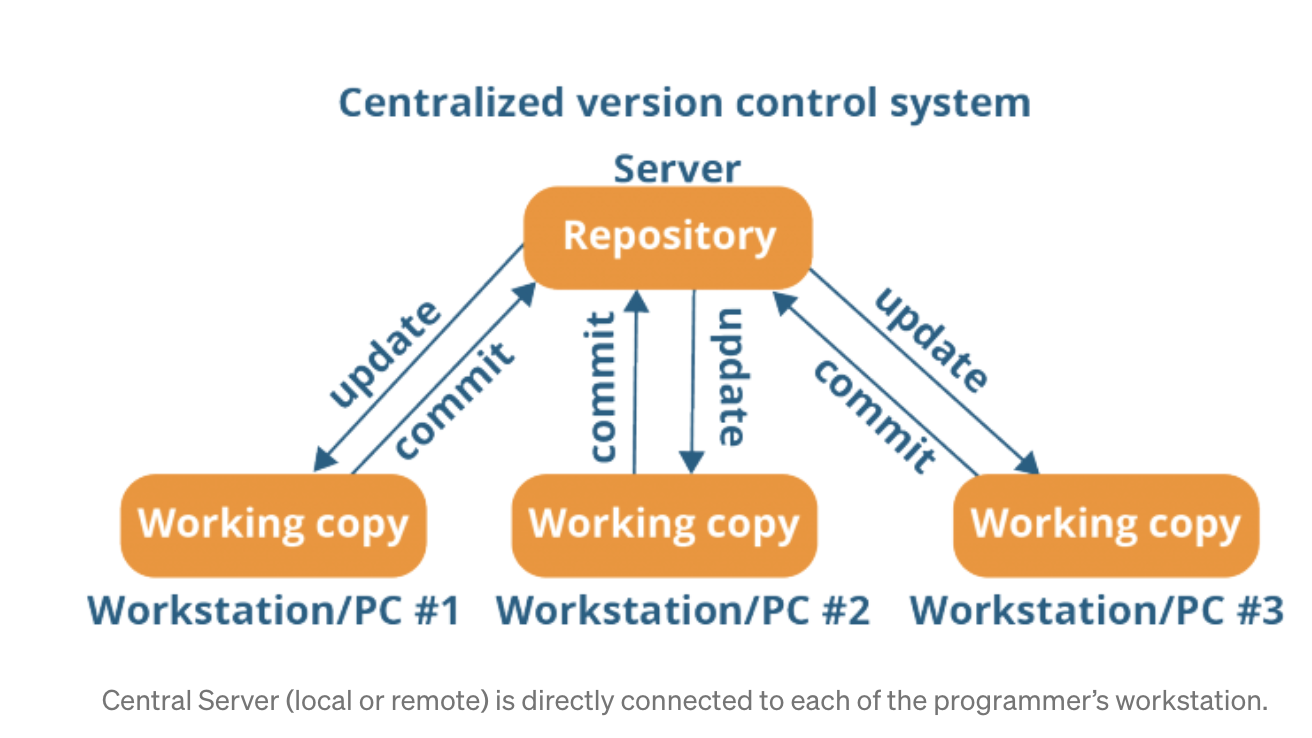 Centralized version control system
Server
Repository
update
commit
commit
update
update
commit
Working copy
Working copy
Working copy
Workstation/PC #1
Workstation/PC #2
Workstation/PC #3
Central Server (local or remote) is directly connected to each of the programmer’s workstation.